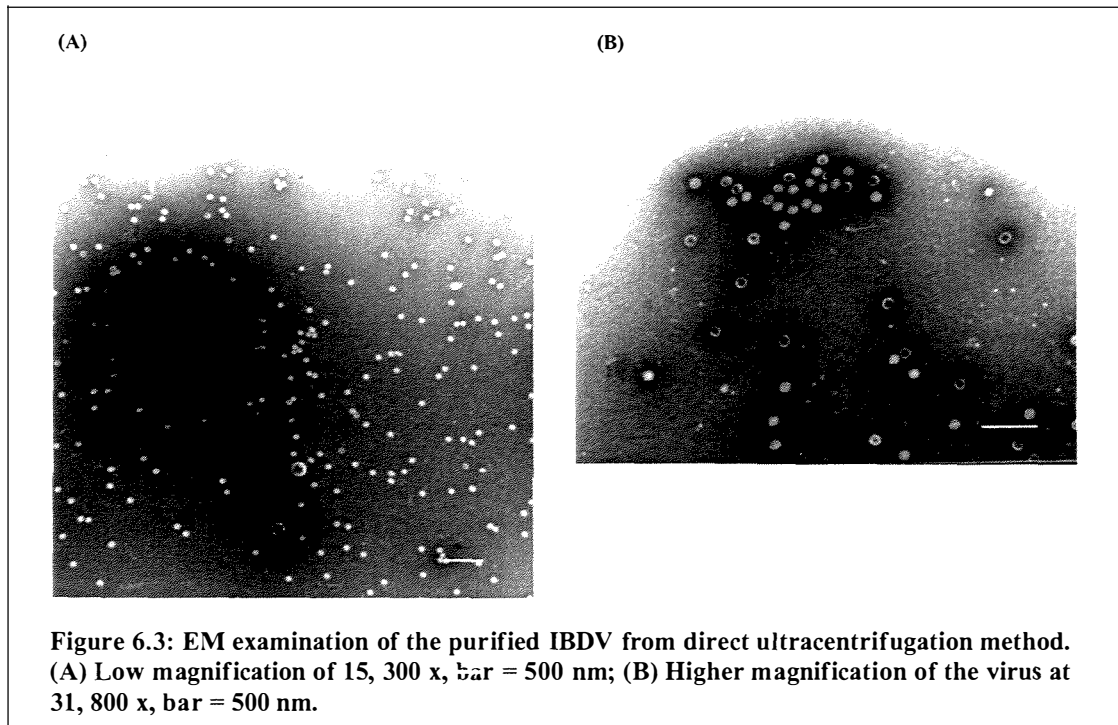 (A)
(B)
Figure 6.3: EM examination of the purified IBDV from direct ultracentrifugation method.
(A) Low magnification of 15, 300 x, bar = 500 nm; (B) Higher magnification of the virus at
31, 800 x, bar = 500 nm.